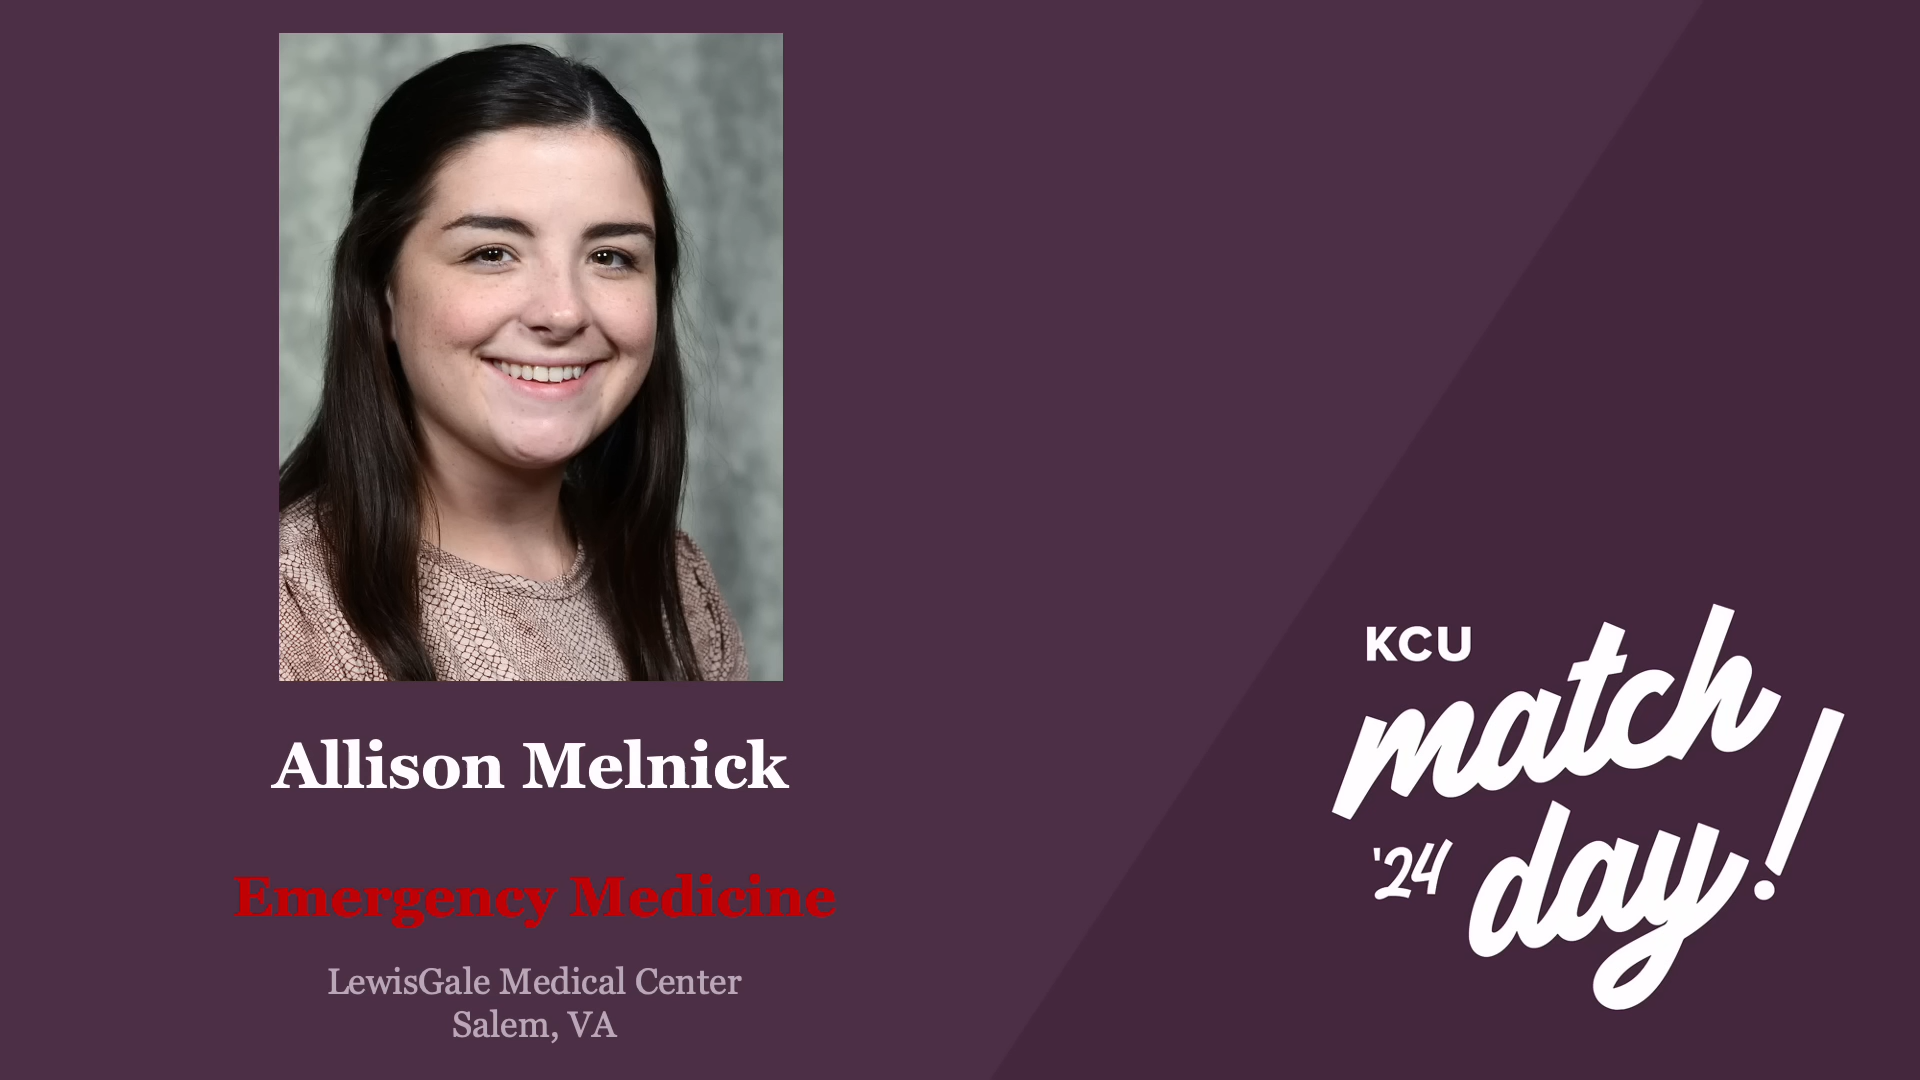 Allison Melnick
Emergency Medicine
LewisGale Medical Center
Salem, VA
KCU
match
'24 day!